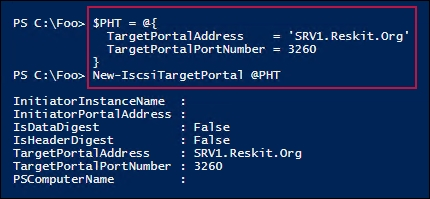 PS C:\Foo> $PHT = @{
TargetPortalAddress = 'SRV1.Reskit.Org'
TargetPortalPortNumber = 3260
}
PS C:\Foo> New-IscsiTargetPortal @PHT
InitiatorInstanceName :
InitiatorPortalAddress :
IsDataDigest : False
IsHeaderDigest : False
TargetPortalAddress : SRV1.Reskit.Org
TargetPortalPortNumber : 3260
PSComputerName :